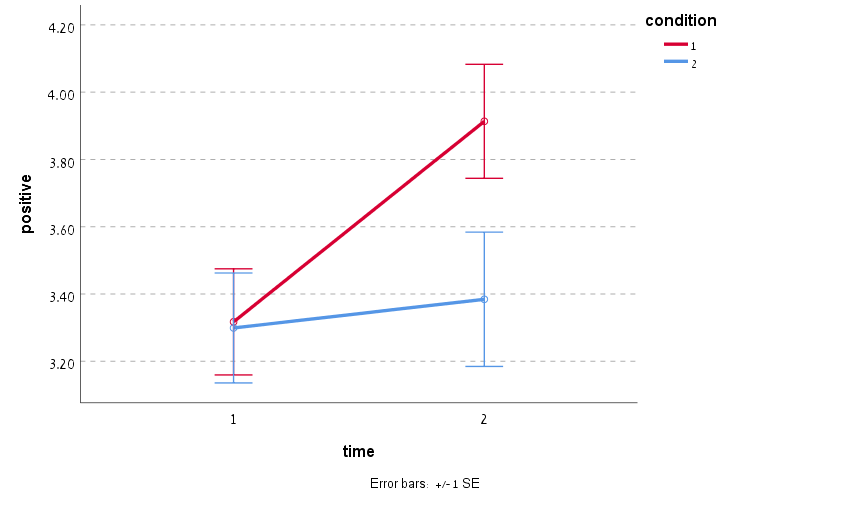 condition
1
2
4.20
4.00
3.80
3.60
3.40
3.20
positive
1 2
time
Error bars: +/- 1 SE